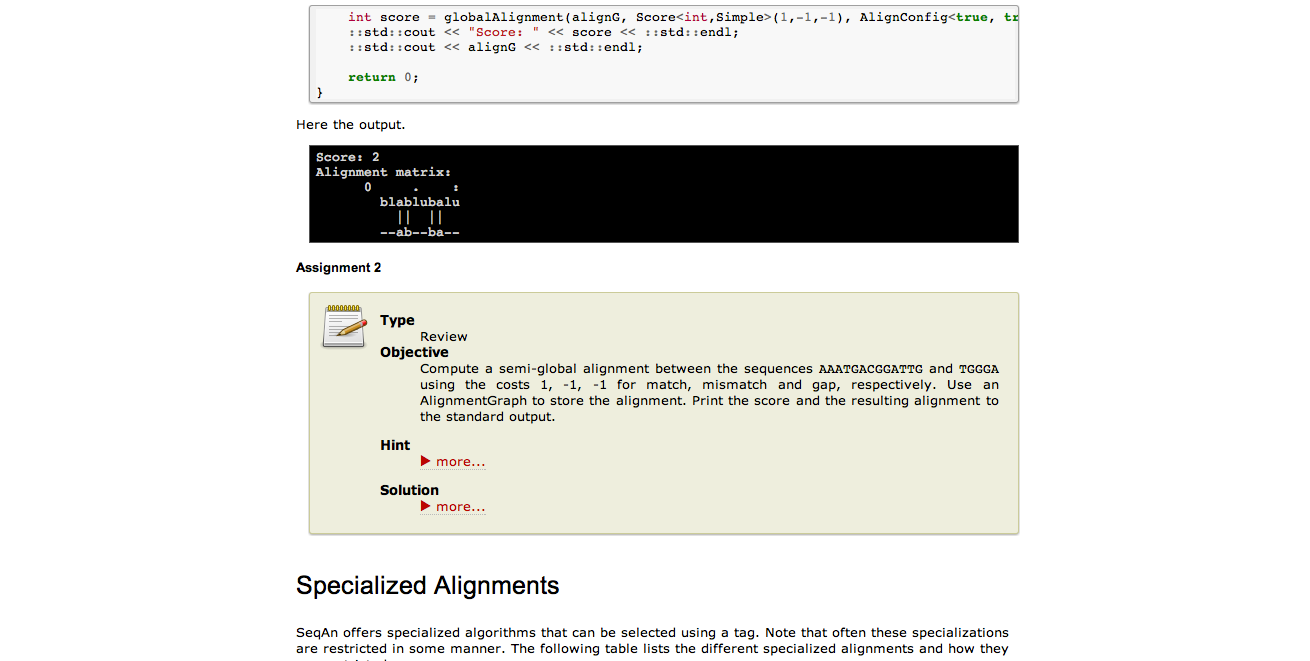 int score = globalAlignment(alignG, Score<int,Simple>(1,-1,-1), AlignConfig<true, tr
::std::cout << "Score: " << score << ::std::endl;
::std::cout << alignG << ::std::endl;
return 0;
}
Here the output.
Score: 2
Alignment matrix:
0     .    :
blablubalu
||  ||
--ab--ba--
Assignment 2
Type
Review
Objective
Compute a semi-global alignment between the sequences AAATGACGGATTG and TGGGA
using the costs 1, -1, -1 for match, mismatch and gap, respectively. Use an
AlignmentGraph to store the alignment. Print the score and the resulting alignment to
the standard output.
Hint
more...
Solution
more...
Specialized Alignments
SeqAn offers specialized algorithms that can be selected using a tag. Note that often these specializations
are restricted in some manner. The following table lists the different specialized alignments and how they